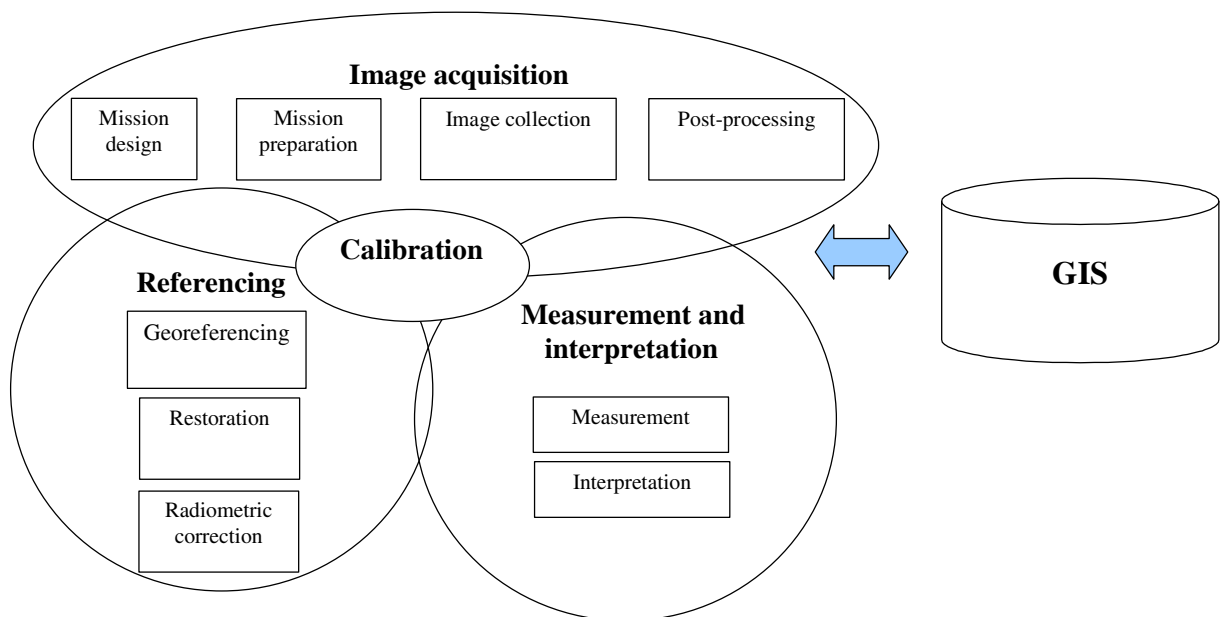 Image acquisition
Mission
design
Mission
preparation
Image collection
Post-processing
Calibration
Referencing
Georeferencing
Restoration
Radiometric
correction
Measurement and
interpretation
Measurement
Interpretation
GIS